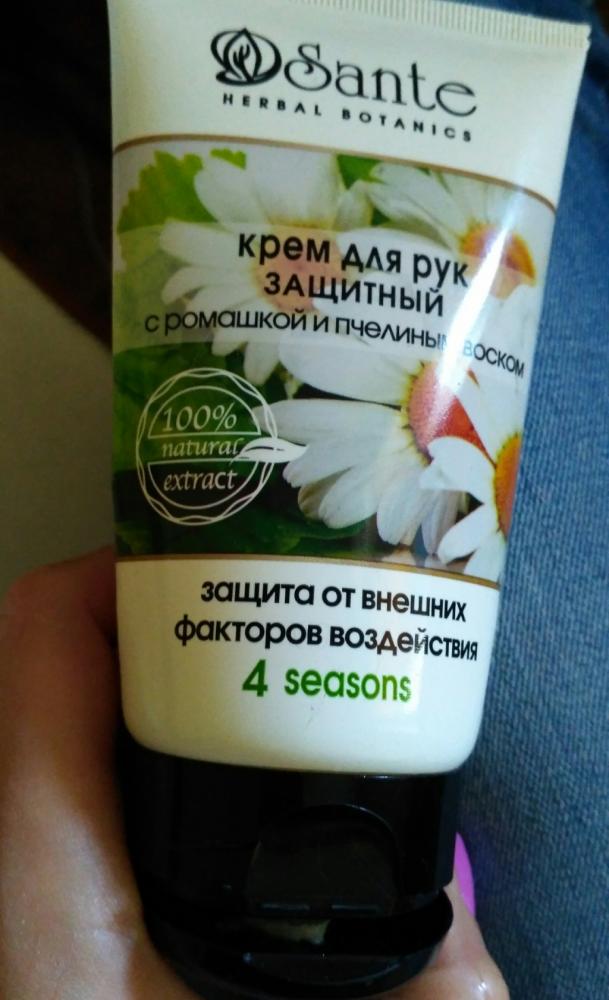 Sante
HERBAL BOTANICS
крем для рук
ЗАЩИТНЫЙ
с ромашкой и пчелиным воском
100%
natural
extract
защита от внешних
факторов воздействия
4 seasons